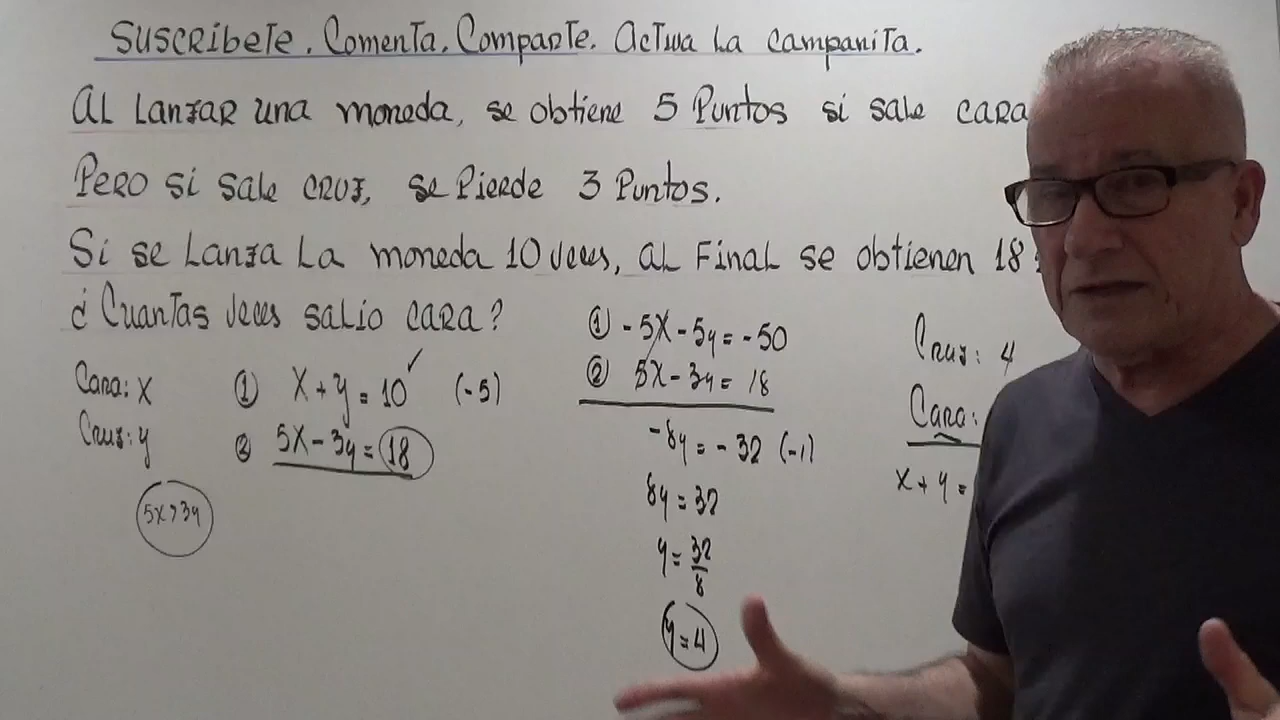 Suscribete. Comenta. Comparte. Activa La campanita.
Al Lanzar una moneda, se obtiene 5 Puntos si sale cara
Pero si sale cruz, se Pierde 3 Puntos.
Si se Lanza La moneda 10 veces, al Final se obtienen 18
¿Cuantas veces salio cara?
Cara: x
Cruz: y
5x>3y
① x + y = 10 ✓ (-5)
② 5x - 3y = 18
① -5x - 5y = -50
② 5x - 3y = 18
-8y = -32 (-1)
8y = 32
y = 32/8
y = 4
Cruz: 4
Cara:
x + y =